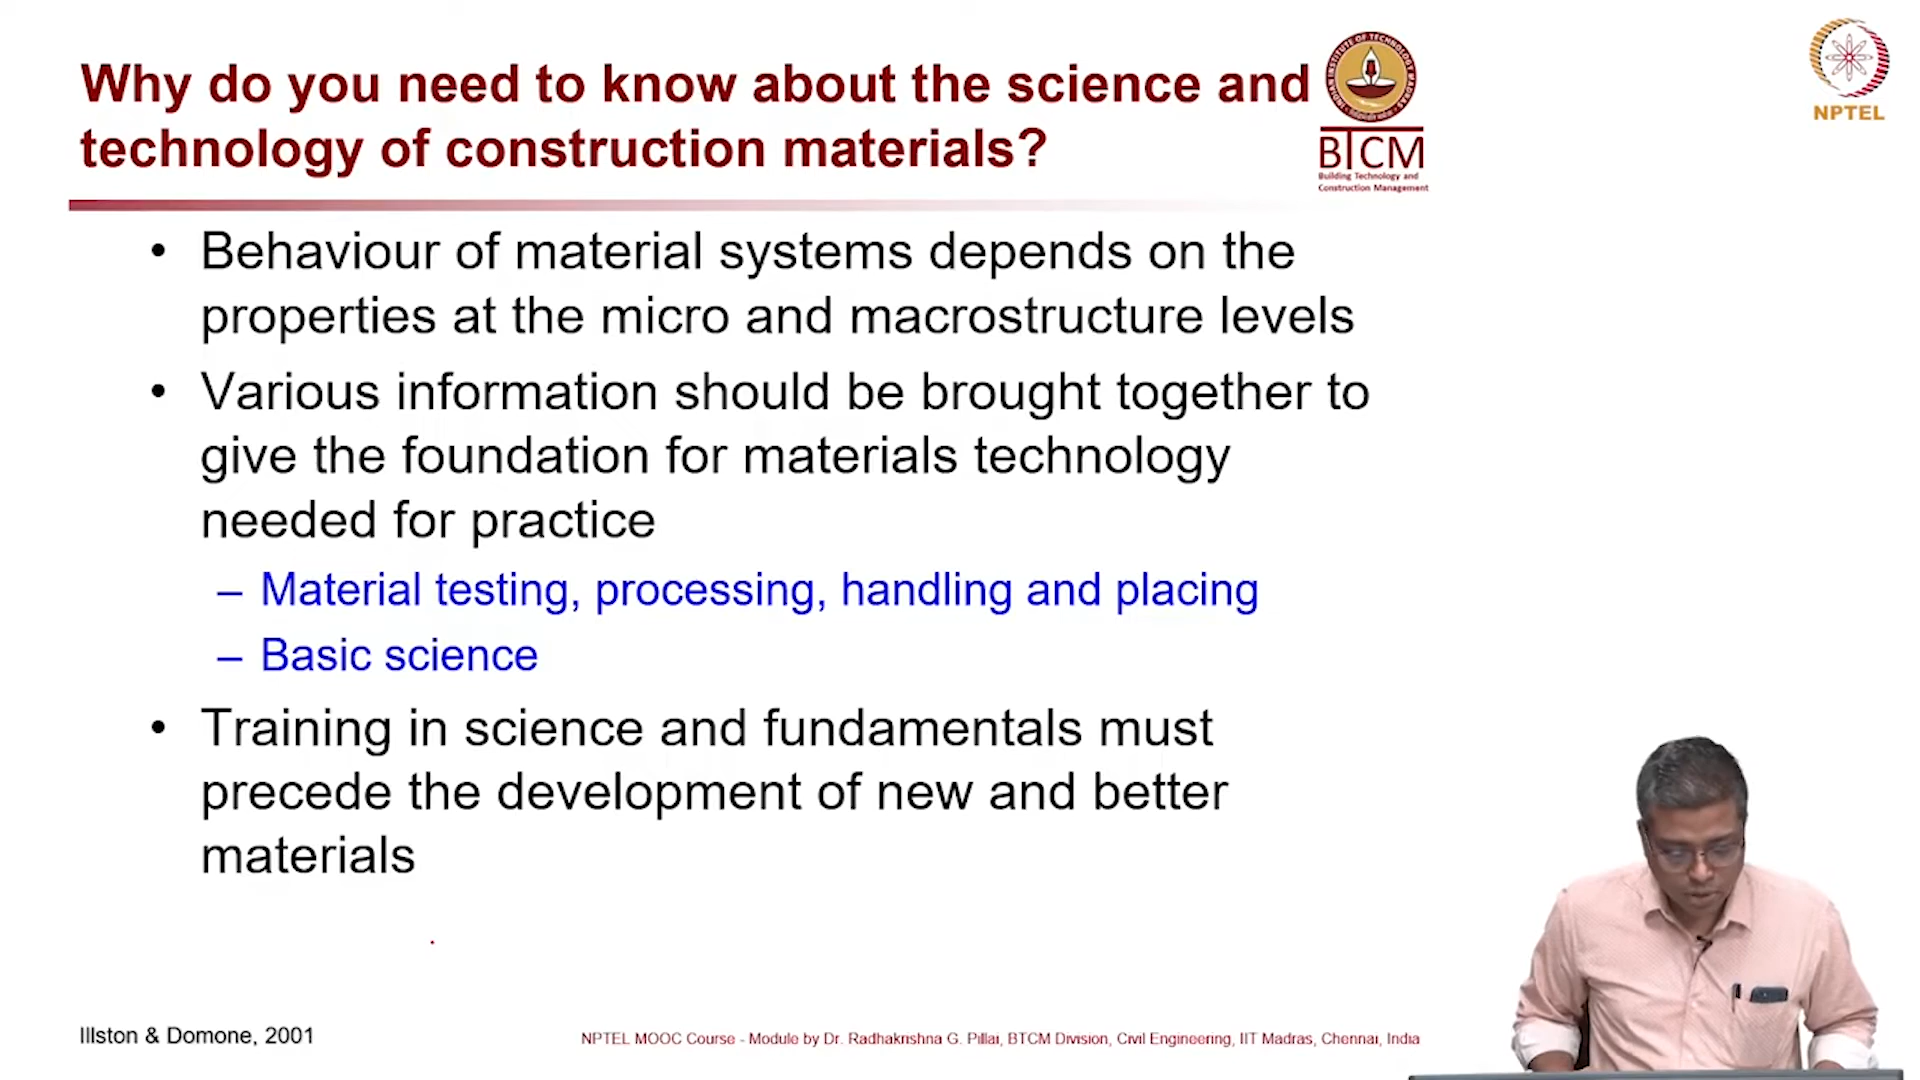 Why do you need to know about the science and
technology of construction materials?
BTCM
Building Technology and
Construction Management
NPTEL
• Behaviour of material systems depends on the
properties at the micro and macrostructure levels
• Various information should be brought together to
give the foundation for materials technology
needed for practice
– Material testing, processing, handling and placing
– Basic science
• Training in science and fundamentals must
precede the development of new and better
materials
Illston & Domone, 2001
NPTEL MOOC Course - Module by Dr. Radhakrishna G. Pillai, BTCM Division, Civil Engineering, IIT Madras, Chennai, India